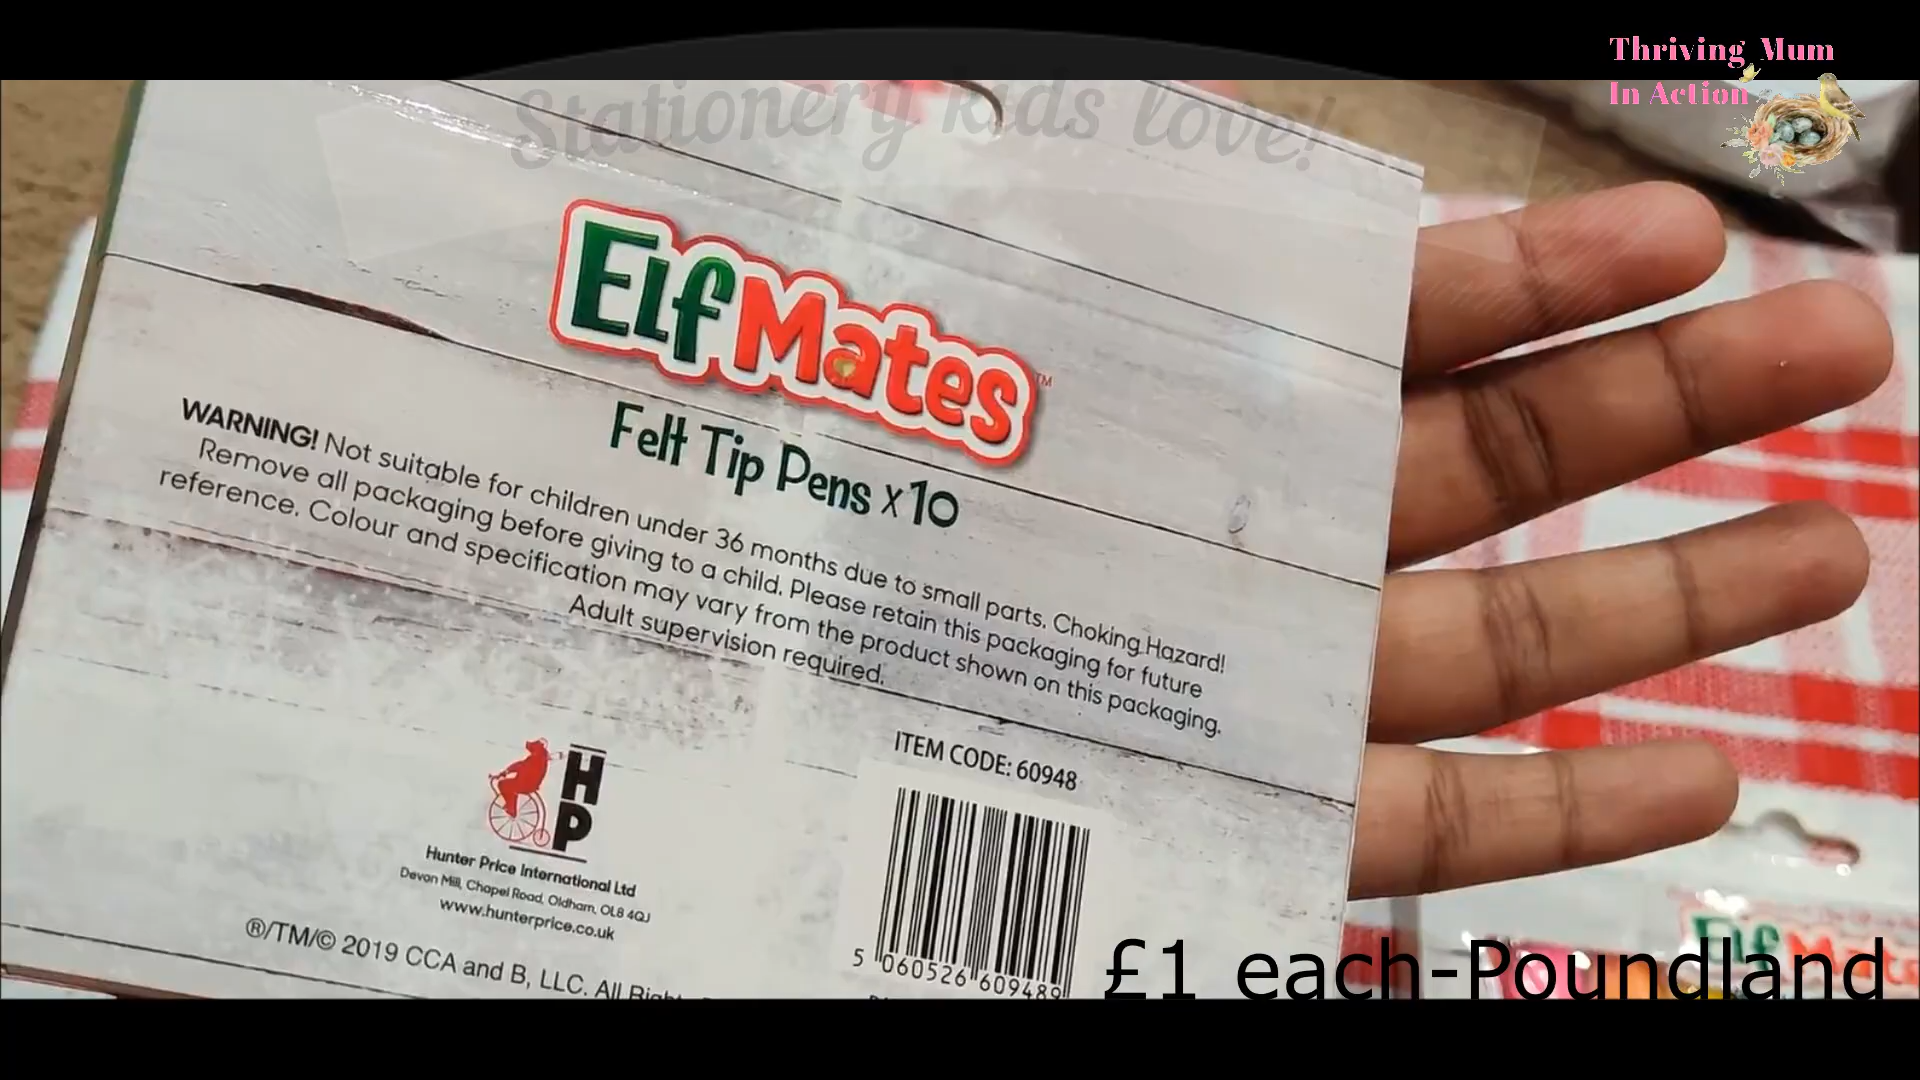 Thriving Mum
In Action
Stationery kids love!
ElfMates™
Felt Tip Pens x10
WARNING! Not suitable for children under 36 months due to small parts. Choking Hazard!
Remove all packaging before giving to a child. Please retain this packaging for future
reference. Colour and specification may vary from the product shown on this packaging.
Adult supervision required.
ITEM CODE: 60948
HP
Hunter Price International Ltd
Devon Mill, Chapel Road, Oldham, OL8 4QJ
www.hunterprice.co.uk
®/TM/© 2019 CCA and B, LLC. All
5 060526 609489
Elf Mates
£1 each-Poundland